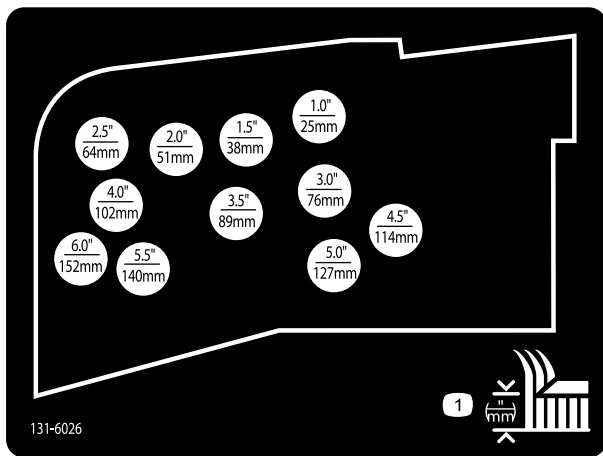 1.0"
25mm
1.5"
38mm
2.0"
51mm
2.5"
64mm
3.0"
76mm
3.5"
89mm
4.0"
102mm
4.5"
114mm
5.0"
127mm
5.5"
140mm
6.0"
152mm
1
(")
mm
131-6026